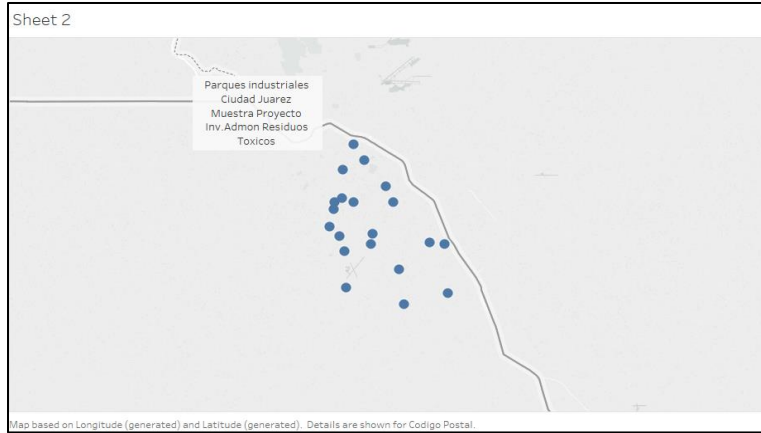 Sheet 2
Parques industriales
Ciudad Juarez
Muestra Proyecto
Inv.Admon Residuos
Toxicos
Map based on Longitude (generated) and Latitude (generated). Details are shown for Codigo Postal.